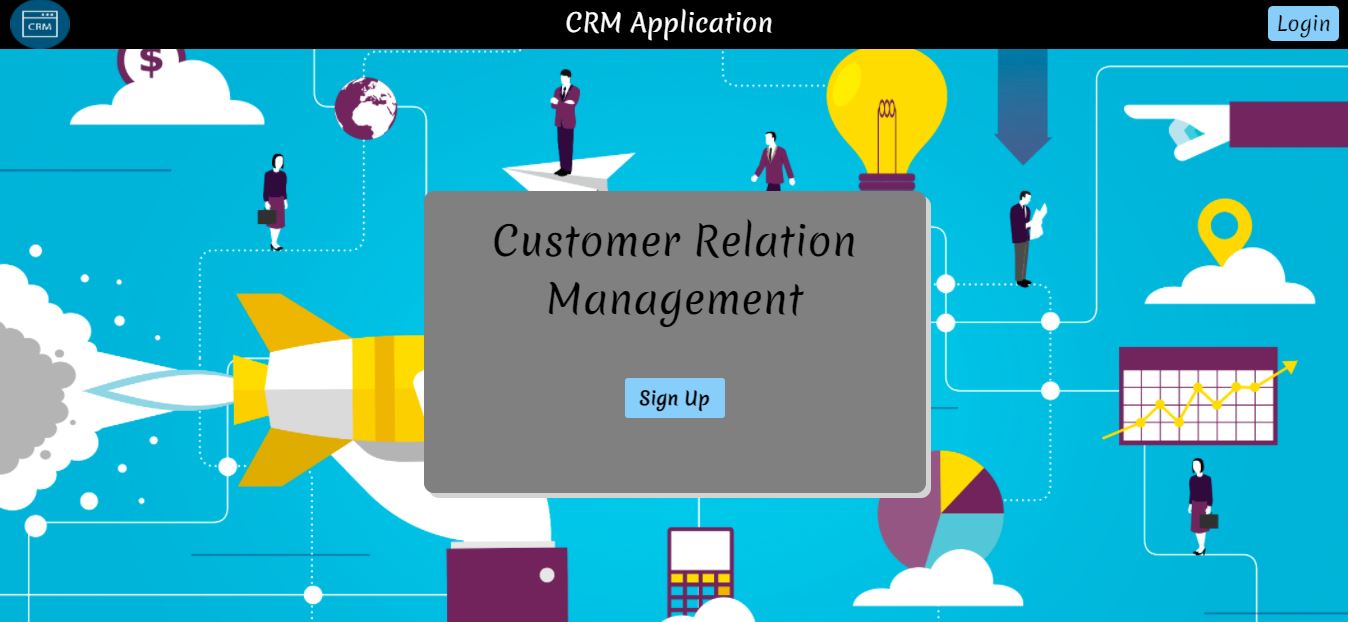 CRM
CRM Application
Login
$
Customer Relation
Management
Sign Up